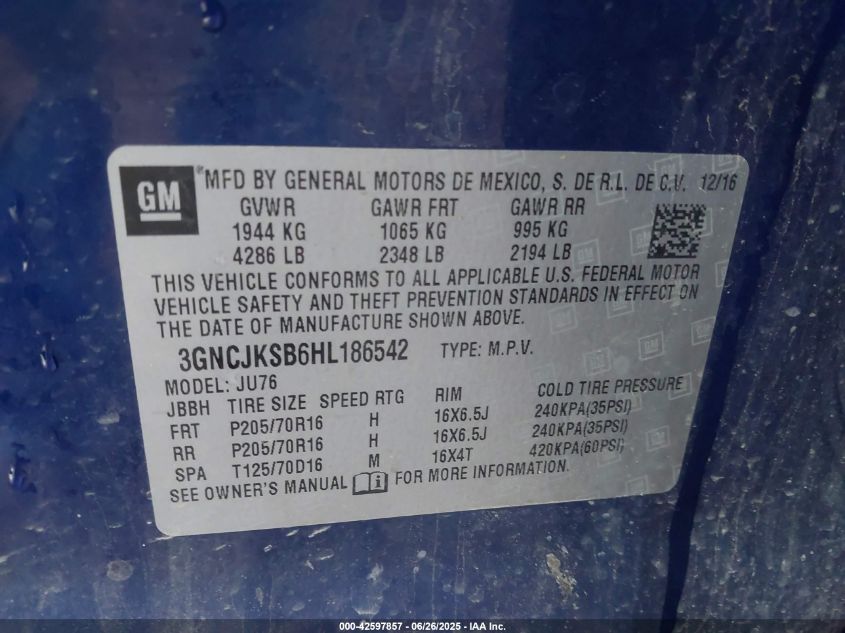 GM ® MFD BY GENERAL MOTORS DE MEXICO, S. DE R.L. DE C.V. 12/16
GVWR GAWR FRT GAWR RR
1944 KG 1065 KG 995 KG
4286 LB 2348 LB 2194 LB
THIS VEHICLE CONFORMS TO ALL APPLICABLE U.S. FEDERAL MOTOR
VEHICLE SAFETY AND THEFT PREVENTION STANDARDS IN EFFECT ON
THE DATE OF MANUFACTURE SHOWN ABOVE.
3GNCJKSB6HL186542 TYPE: M.P.V.
MODEL: JU76
JBBH TIRE SIZE SPEED RTG RIM COLD TIRE PRESSURE
FRT P205/70R16 H 16X6.5J 240KPA(35PSI)
RR P205/70R16 H 16X6.5J 240KPA(35PSI)
SPA T125/70D16 M 16X4T 420KPA(60PSI)
SEE OWNER'S MANUAL i FOR MORE INFORMATION.
000-42597857 - 06/26/2025 - © IAA Inc.